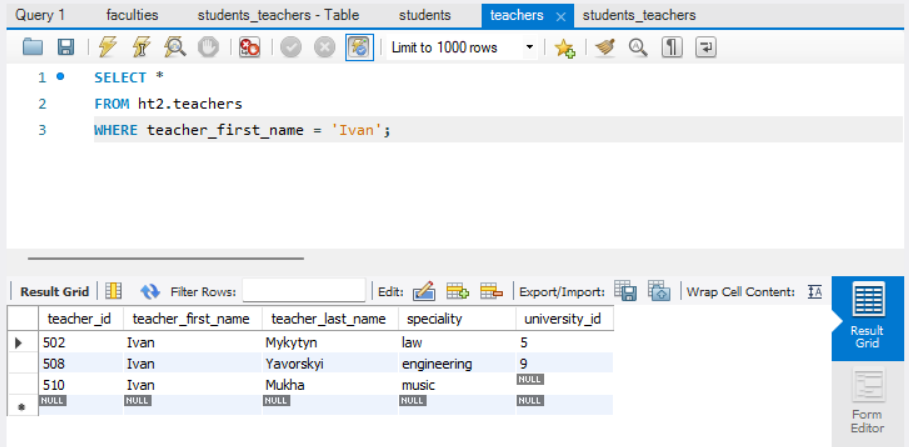 Query 1 faculties students_teachers - Table students teachers students_teachers
Limit to 1000 rows
1 SELECT *
2 FROM ht2.teachers
3 WHERE teacher_first_name = 'Ivan';
Result Grid Filter Rows: Edit: Export/Import: Wrap Cell Content: IA
teacher_id teacher_first_name teacher_last_name speciality university_id
502 Ivan Mykytyn law 5
508 Ivan Yavorskyi engineering 9
510 Ivan Mukha music NULL
NULL NULL NULL NULL NULL
Result
Grid
Form
Editor